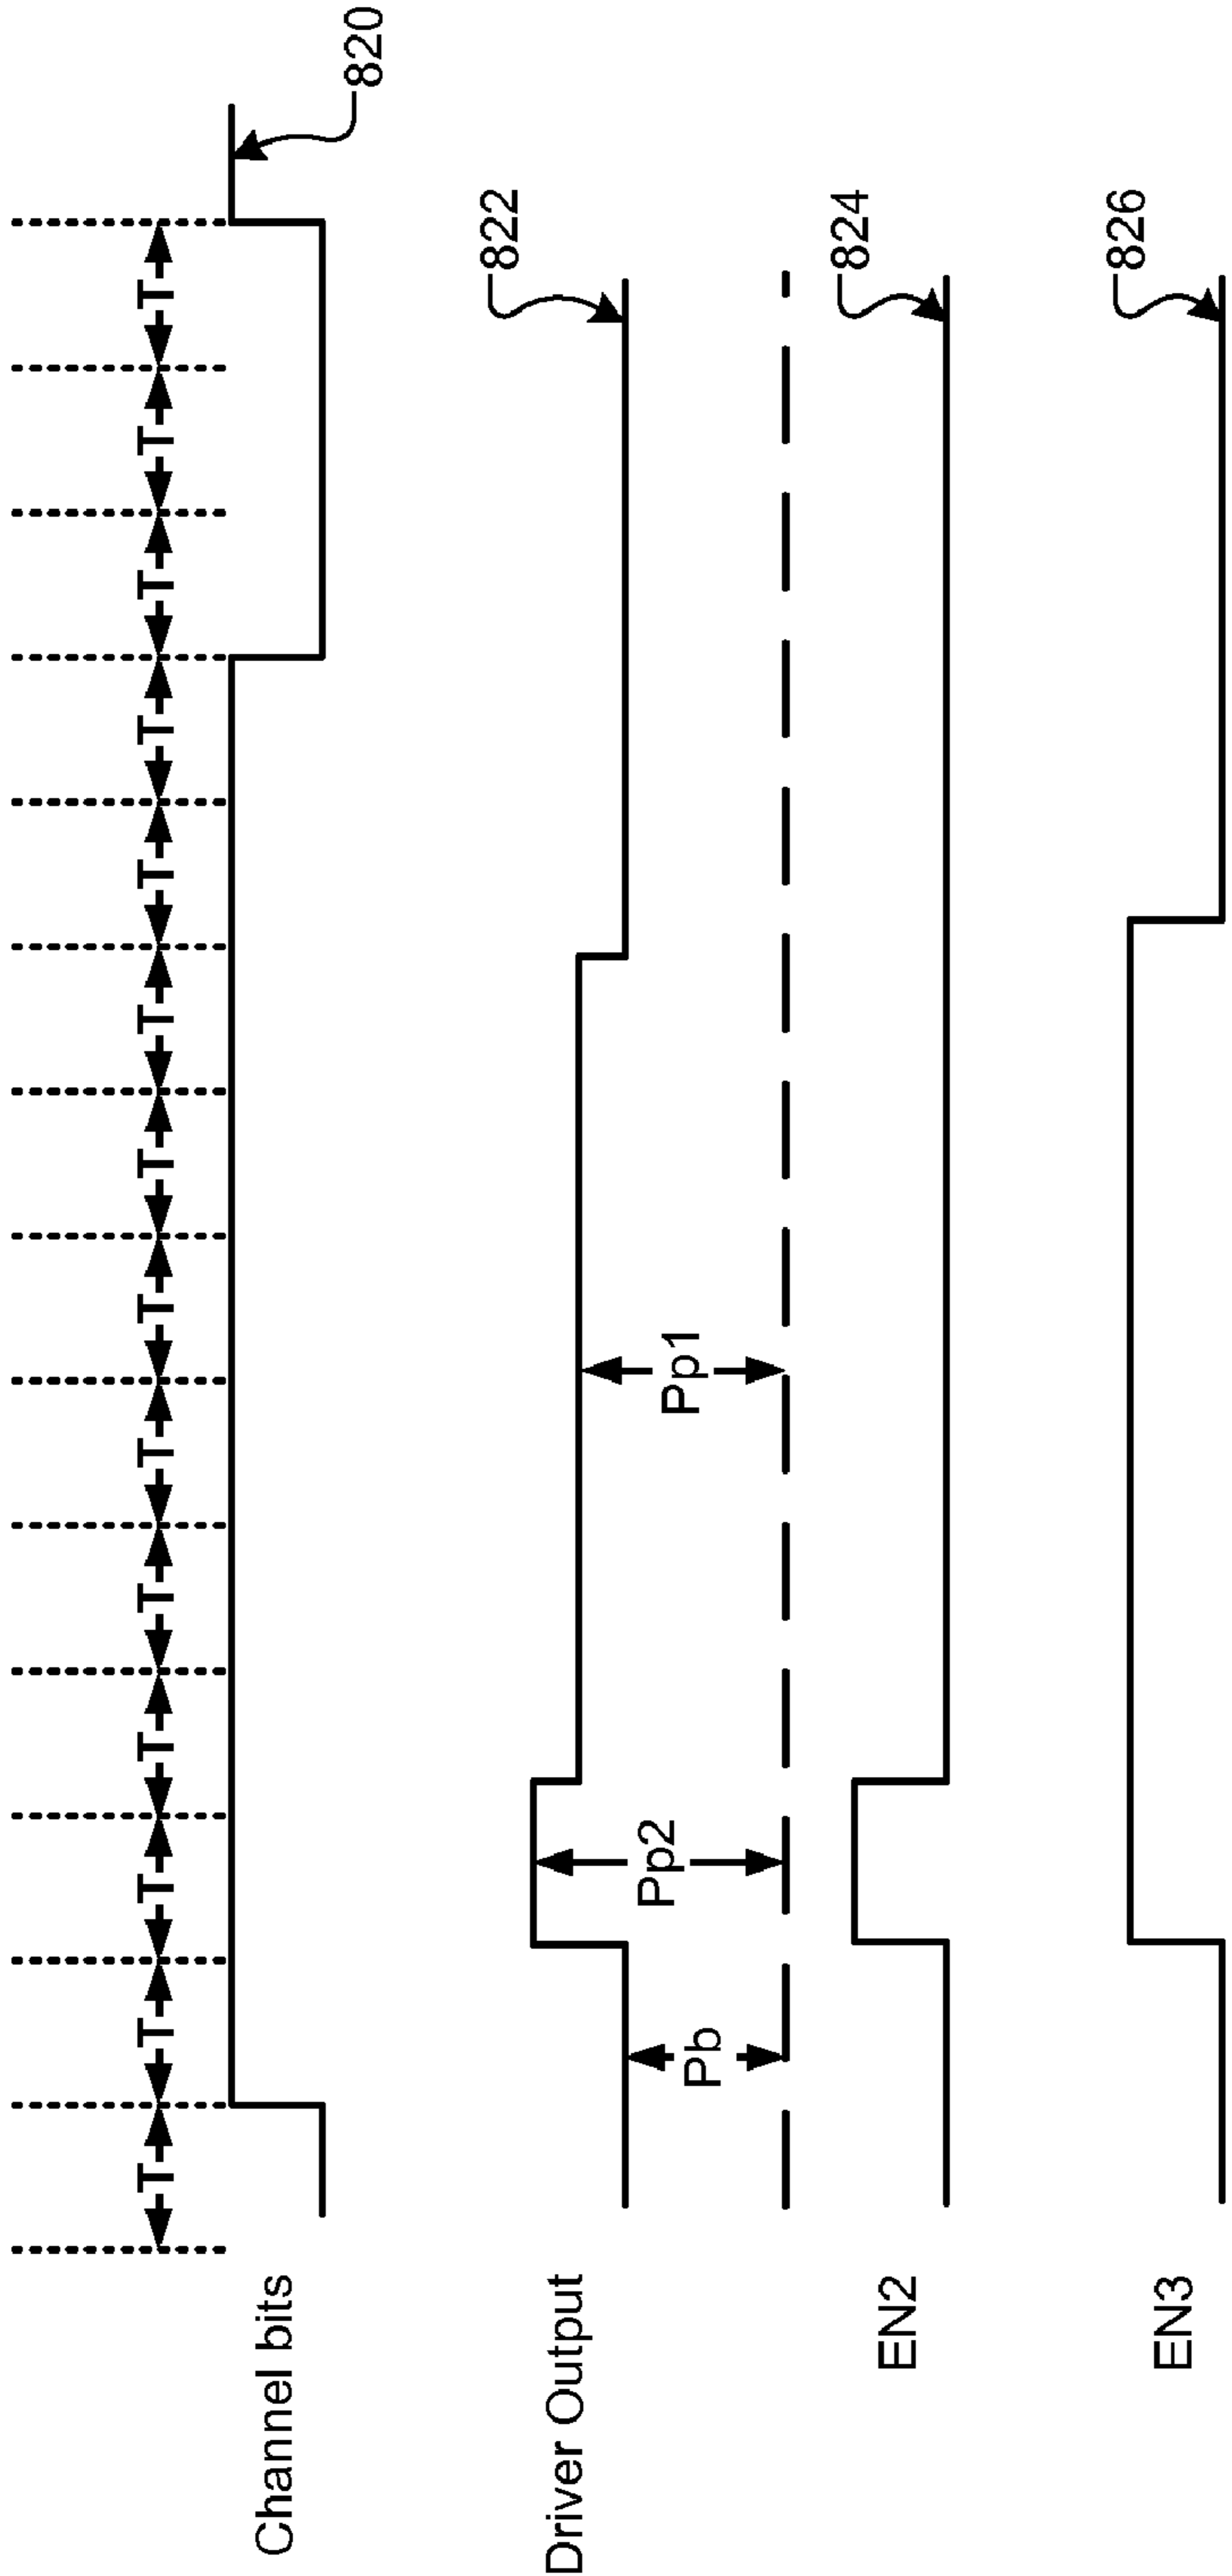 T T T T T T T T T T T T T T
Channel bits
820
Driver Output
Pb
Pp2
Pp1
822
EN2
824
EN3
826